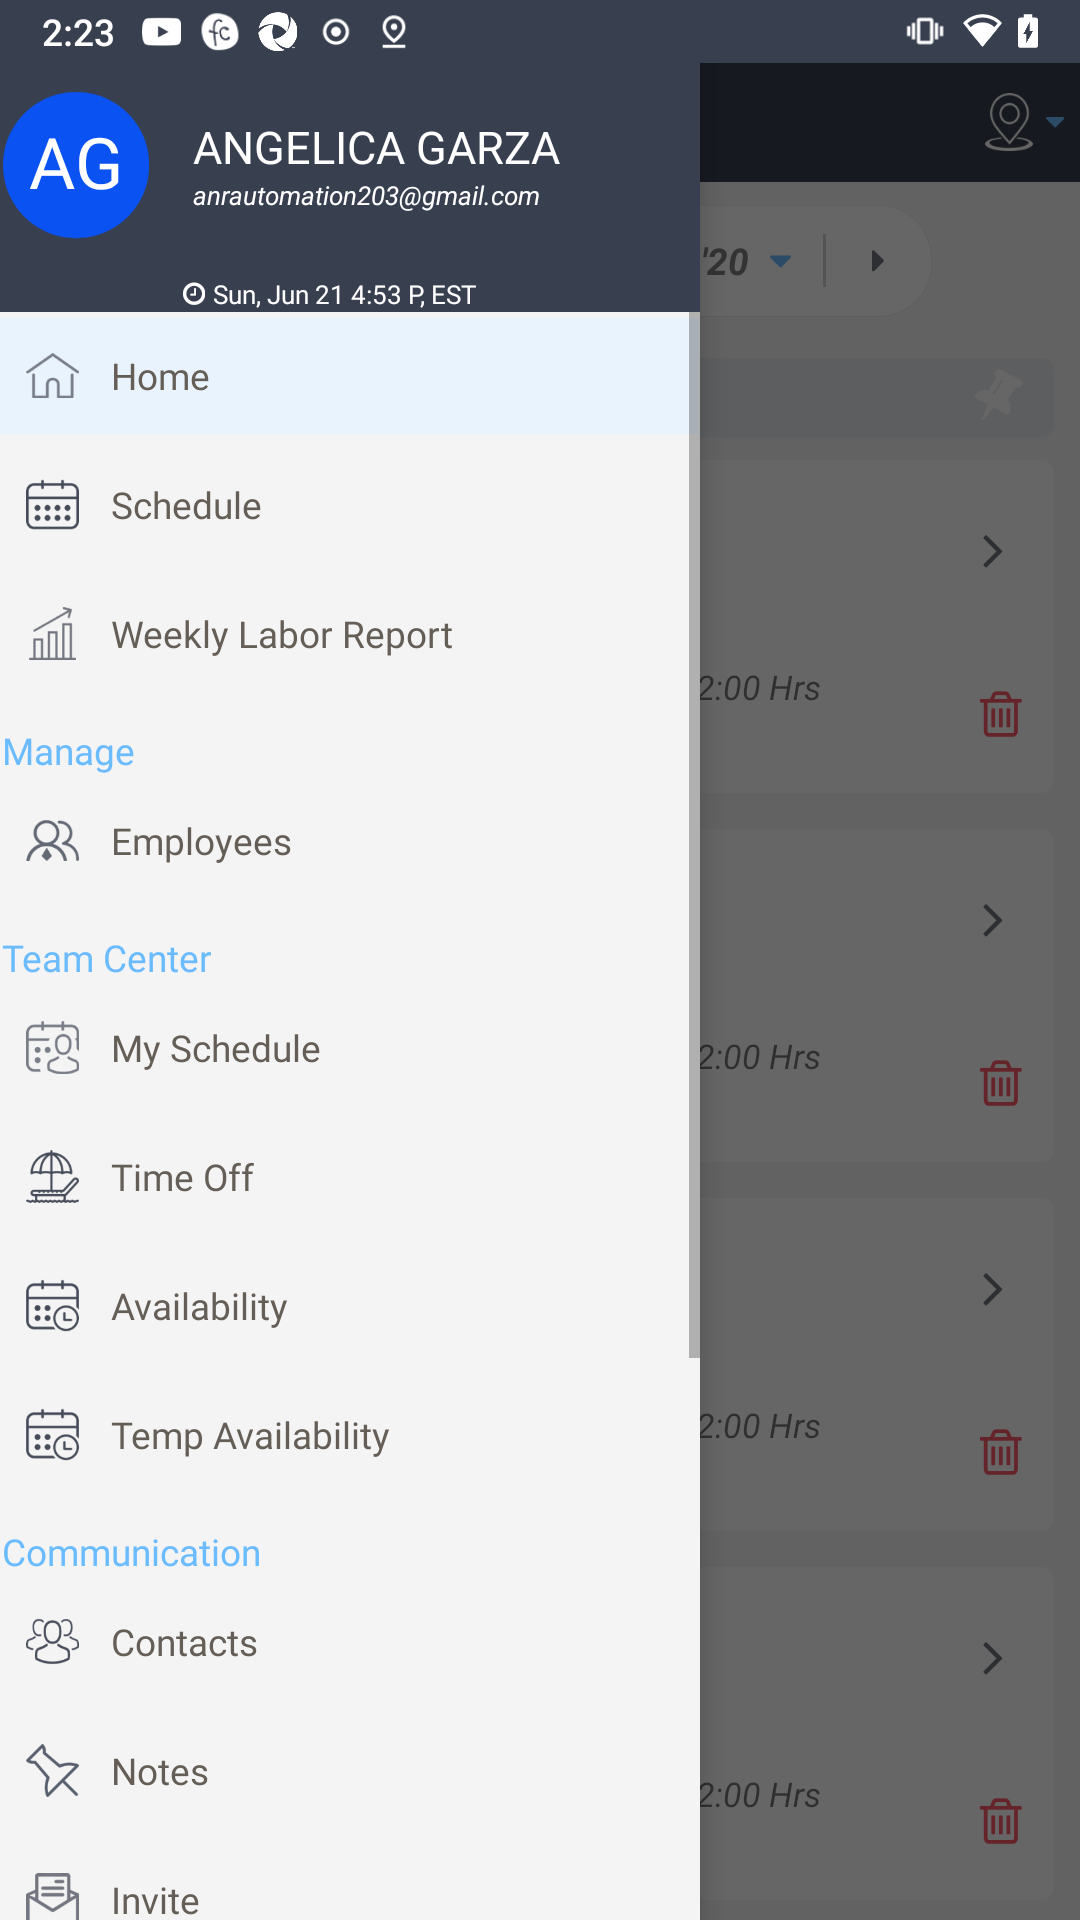 2:23
AG
ANGELICA GARZA
anrautomation203@gmail.com
Sun, Jun 21 4:53 P, EST
'20
Home
Schedule
Weekly Labor Report
2:00 Hrs
Manage
Employees
Team Center
My Schedule
2:00 Hrs
Time Off
Availability
Temp Availability
2:00 Hrs
Communication
Contacts
Notes
2:00 Hrs
Invite